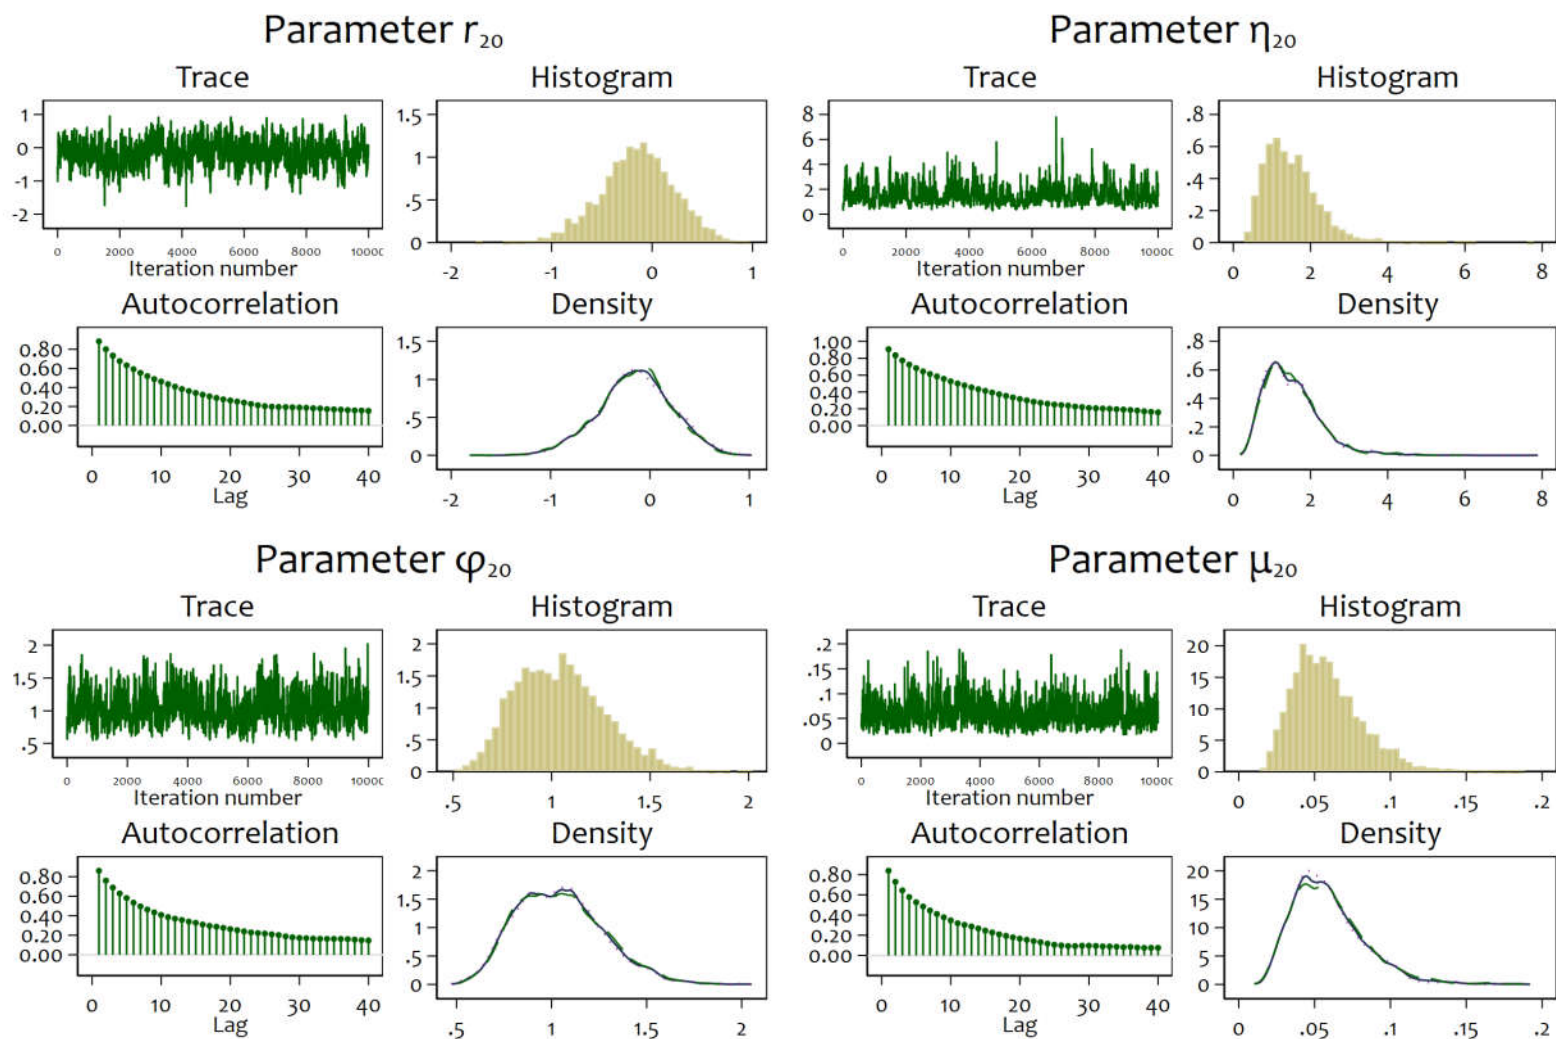 Parameter r₂₀
Trace
1
0
-1
-2
0 2000 4000 6000 8000 1000(
Iteration number
Histogram
1.5
1
.5
0
-2 -1 0 1
Autocorrelation
0.80
0.60
0.40
0.20
0.00
0 10 20 30 40
Lag
Density
1.5
1
.5
0
-2 -1 0 1
Parameter η₂₀
Trace
8
6
4
2
0
0 2000 4000 6000 8000 1000(
Iteration number
Histogram
.8
.6
.4
.2
0
0 2 4 6 8
Autocorrelation
1.00
0.80
0.60
0.40
0.20
0.00
0 10 20 30 40
Lag
Density
.8
.6
.4
.2
0
0 2 4 6 8
Parameter φ₂₀
Trace
2
1.5
1
.5
0 2000 4000 6000 8000 10000
Iteration number
Histogram
2
1.5
1
.5
0
.5 1 1.5 2
Autocorrelation
0.80
0.60
0.40
0.20
0.00
0 10 20 30 40
Lag
Density
2
1.5
1
.5
0
.5 1 1.5 2
Parameter μ₂₀
Trace
.2
.15
.1
.05
0
0 2000 4000 6000 8000 10000
Iteration number
Histogram
20
15
10
5
0
0 .05 .1 .15 .2
Autocorrelation
0.80
0.60
0.40
0.20
0.00
0 10 20 30 40
Lag
Density
20
15
10
5
0
0 .05 .1 .15 .2